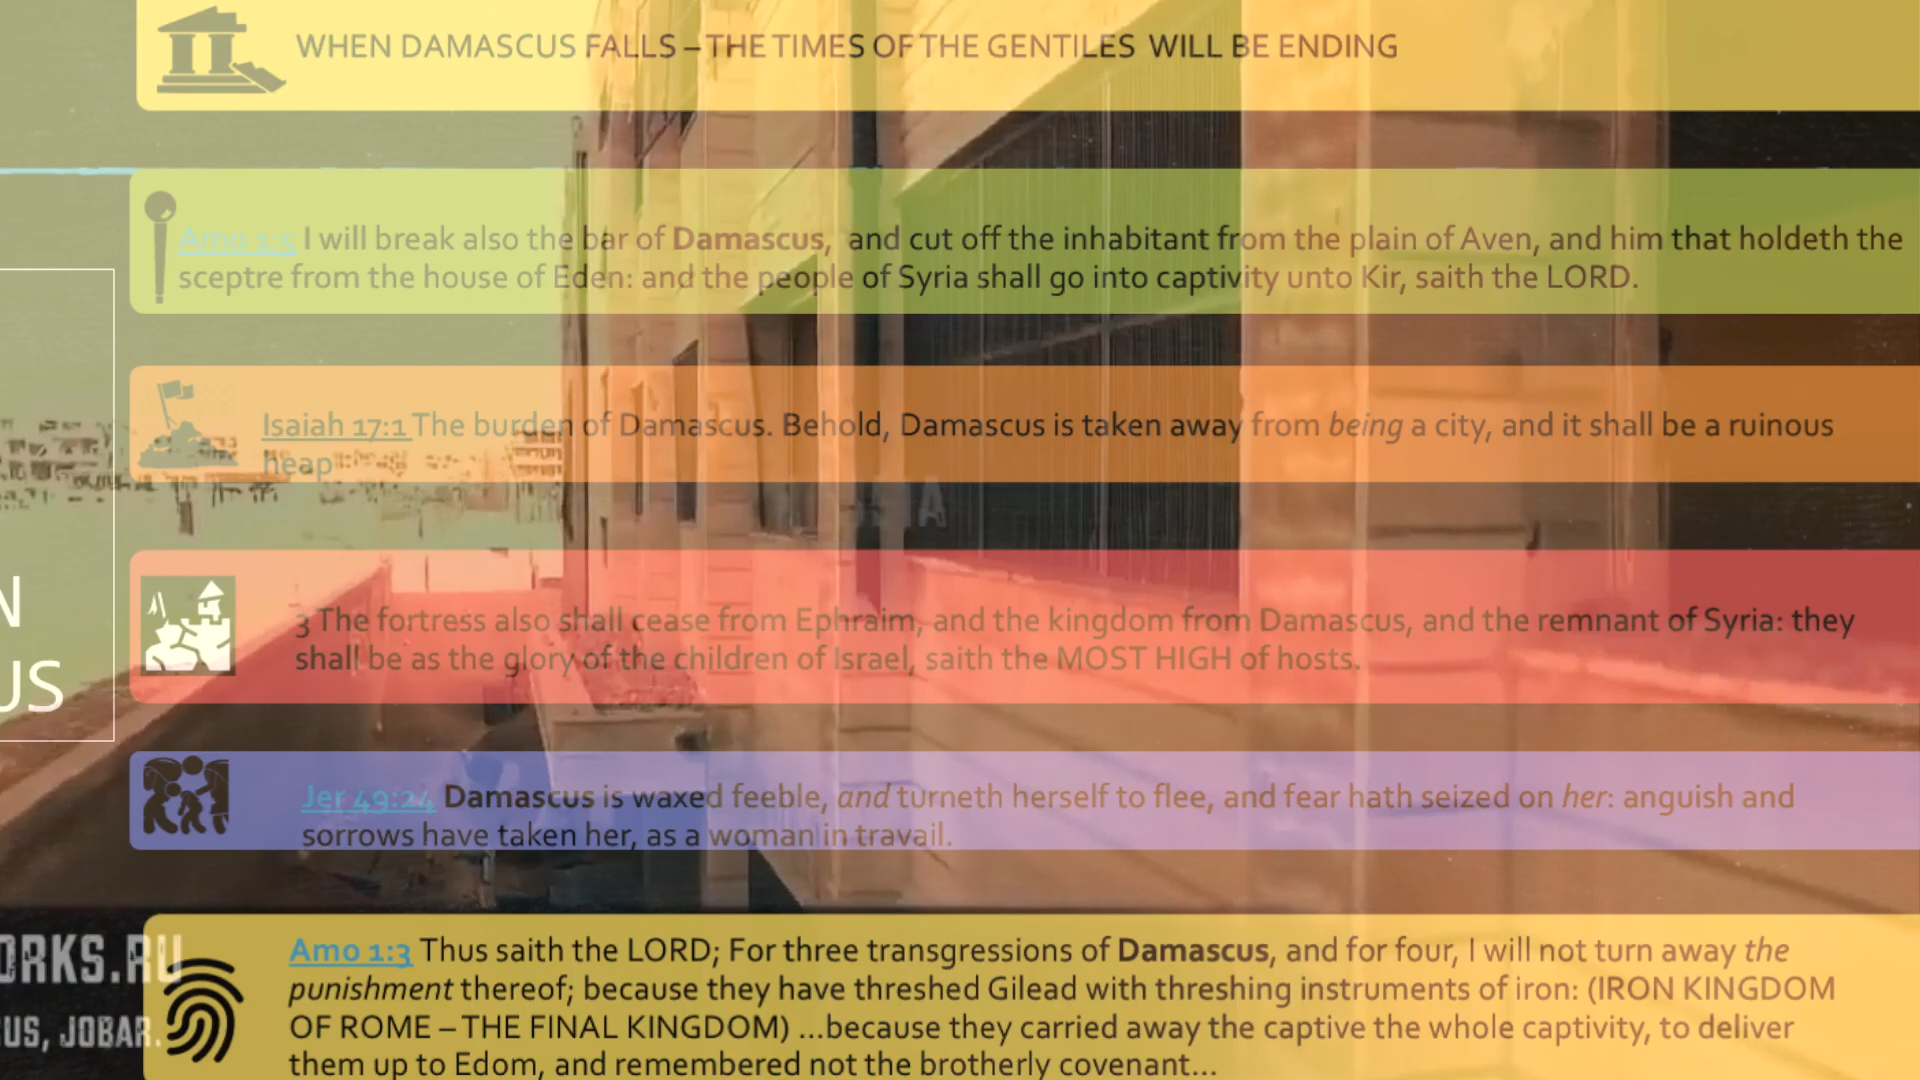 WHEN DAMASCUS FALLS – THE TIMES OF THE GENTILES WILL BE ENDING
Amo 1:5 I will break also the bar of Damascus, and cut off the inhabitant from the plain of Aven, and him that holdeth the
sceptre from the house of Eden: and the people of Syria shall go into captivity unto Kir, saith the LORD.
Isaiah 17:1 The burden of Damascus. Behold, Damascus is taken away from being a city, and it shall be a ruinous
heap
N
US
3 The fortress also shall cease from Ephraim, and the kingdom from Damascus, and the remnant of Syria: they
shall be as the glory of the children of Israel, saith the MOST HIGH of hosts.
Jer 49:24 Damascus is waxed feeble, and turneth herself to flee, and fear hath seized on her: anguish and
sorrows have taken her, as a woman in travail.
ORKS.RU
CUS, JOBAR.
Amo 1:3 Thus saith the LORD; For three transgressions of Damascus, and for four, I will not turn away the
punishment thereof; because they have threshed Gilead with threshing instruments of iron: (IRON KINGDOM
OF ROME – THE FINAL KINGDOM) ...because they carried away the captive the whole captivity, to deliver
them up to Edom, and remembered not the brotherly covenant...